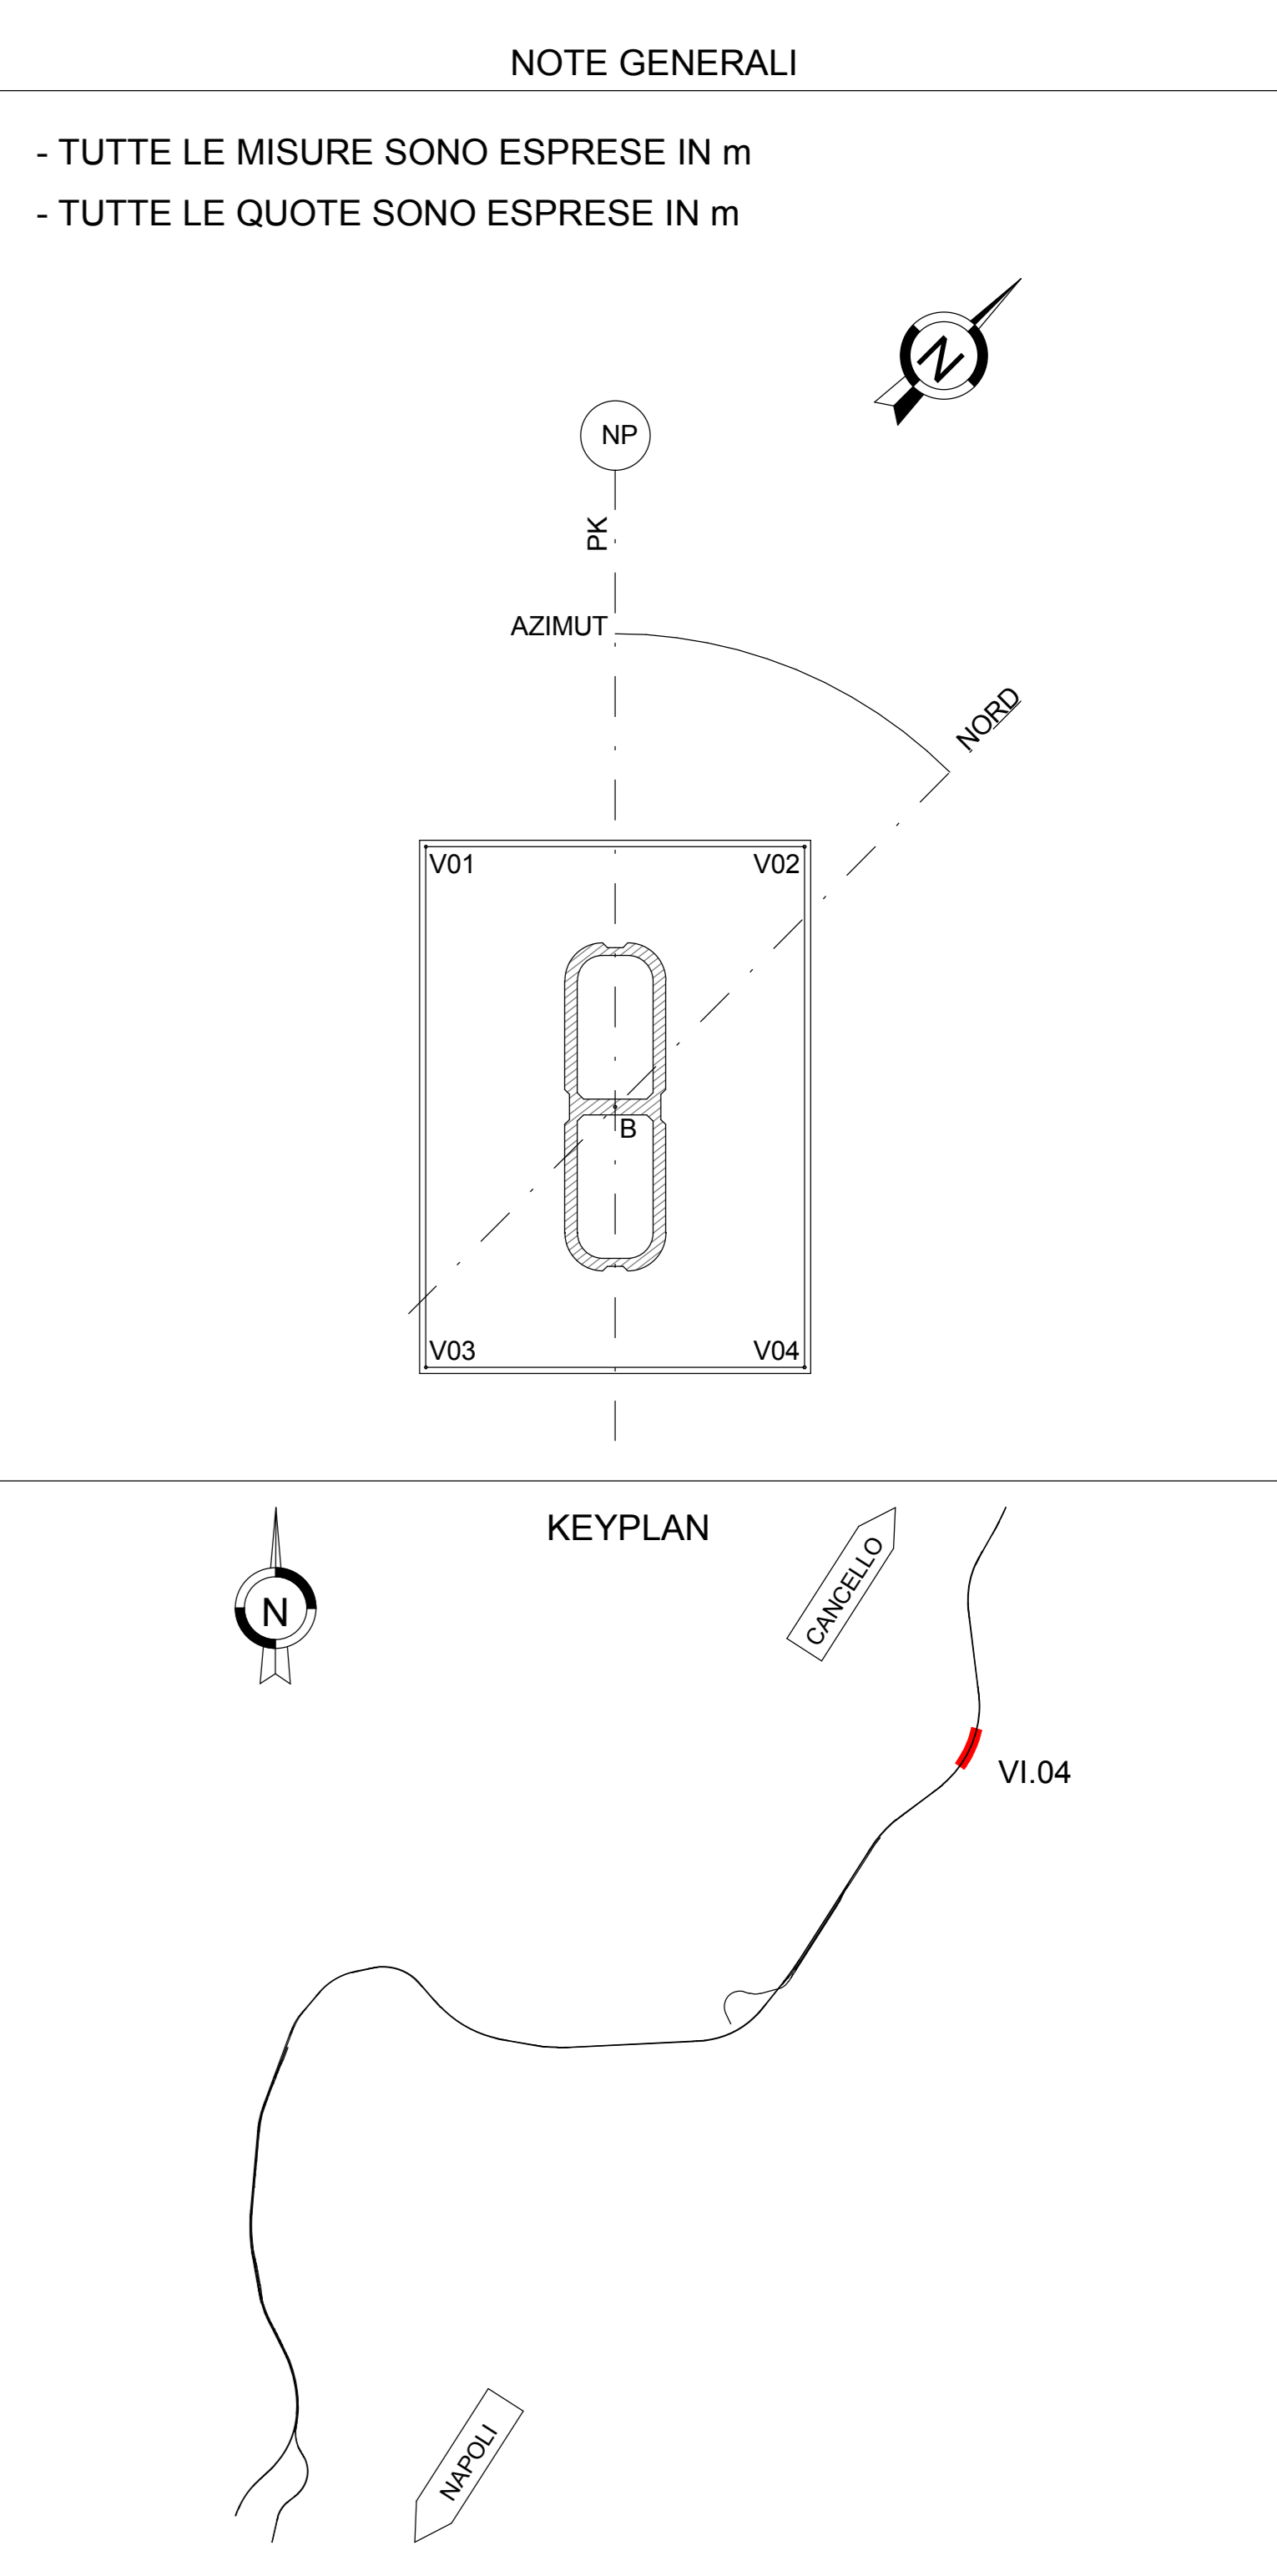 NOTE GENERALI
- TUTTE LE MISURE SONO ESPRESE IN m
- TUTTE LE QUOTE SONO ESPRESE IN m
N
NP
PK
AZIMUT
NORD
V01
V02
B
V03
V04
KEYPLAN
N
CANCELLO
VI.04
NAPOLI